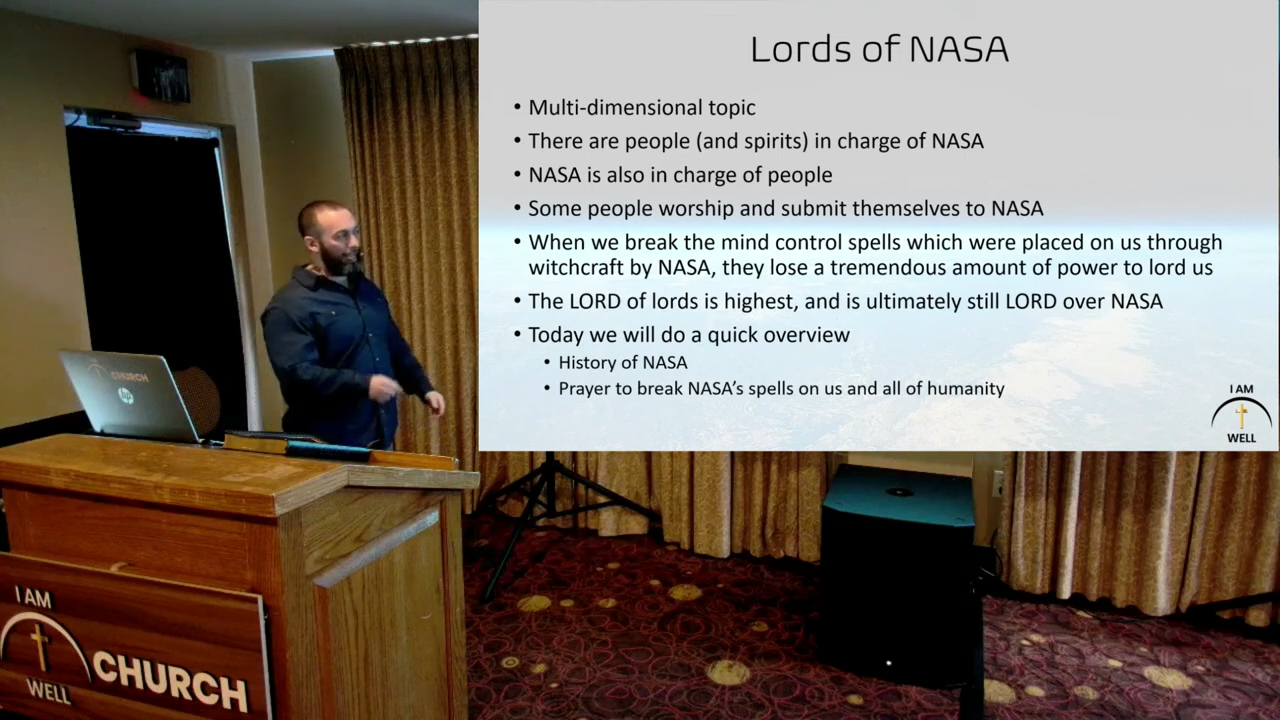 Lords of NASA
• Multi-dimensional topic
• There are people (and spirits) in charge of NASA
• NASA is also in charge of people
• Some people worship and submit themselves to NASA
• When we break the mind control spells which were placed on us through
witchcraft by NASA, they lose a tremendous amount of power to lord us
• The LORD of lords is highest, and is ultimately still LORD over NASA
• Today we will do a quick overview
• History of NASA
• Prayer to break NASA's spells on us and all of humanity
I AM
WELL
CHURCH
hp
I AM
CHURCH
WELL